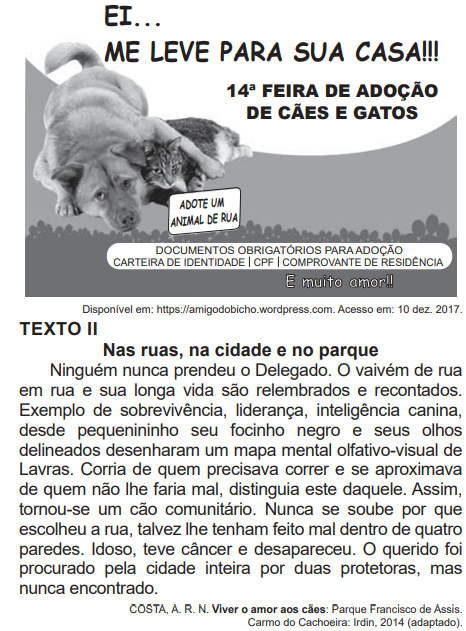 EI...
ME LEVE PARA SUA CASA!!!
14ª FEIRA DE ADOÇÃO
DE CÃES E GATOS
ADOTE UM
ANIMAL DE RUA
DOCUMENTOS OBRIGATÓRIOS PARA ADOÇÃO
CARTEIRA DE IDENTIDADE | CPF | COMPROVANTE DE RESIDÊNCIA
E muito amor!!
Disponível em: https://amigodobicho.wordpress.com. Acesso em: 10 dez. 2017.
TEXTO II
Nas ruas, na cidade e no parque
Ninguém nunca prendeu o Delegado. O vaivém de rua
em rua e sua longa vida são relembrados e recontados.
Exemplo de sobrevivência, liderança, inteligência canina,
desde pequenininho seu focinho negro e seus olhos
delineados desenharam um mapa mental olfativo-visual de
Lavras. Corria de quem precisava correr e se aproximava
de quem não lhe faria mal, distinguia este daquele. Assim,
tornou-se um cão comunitário. Nunca se soube por que
escolheu a rua, talvez lhe tenham feito mal dentro de quatro
paredes. Idoso, teve câncer e desapareceu. O querido foi
procurado pela cidade inteira por duas protetoras, mas
nunca encontrado.
COSTA, A. R. N. Viver o amor aos cães: Parque Francisco de Assis.
Carmo do Cachoeira: Irdin, 2014 (adaptado).